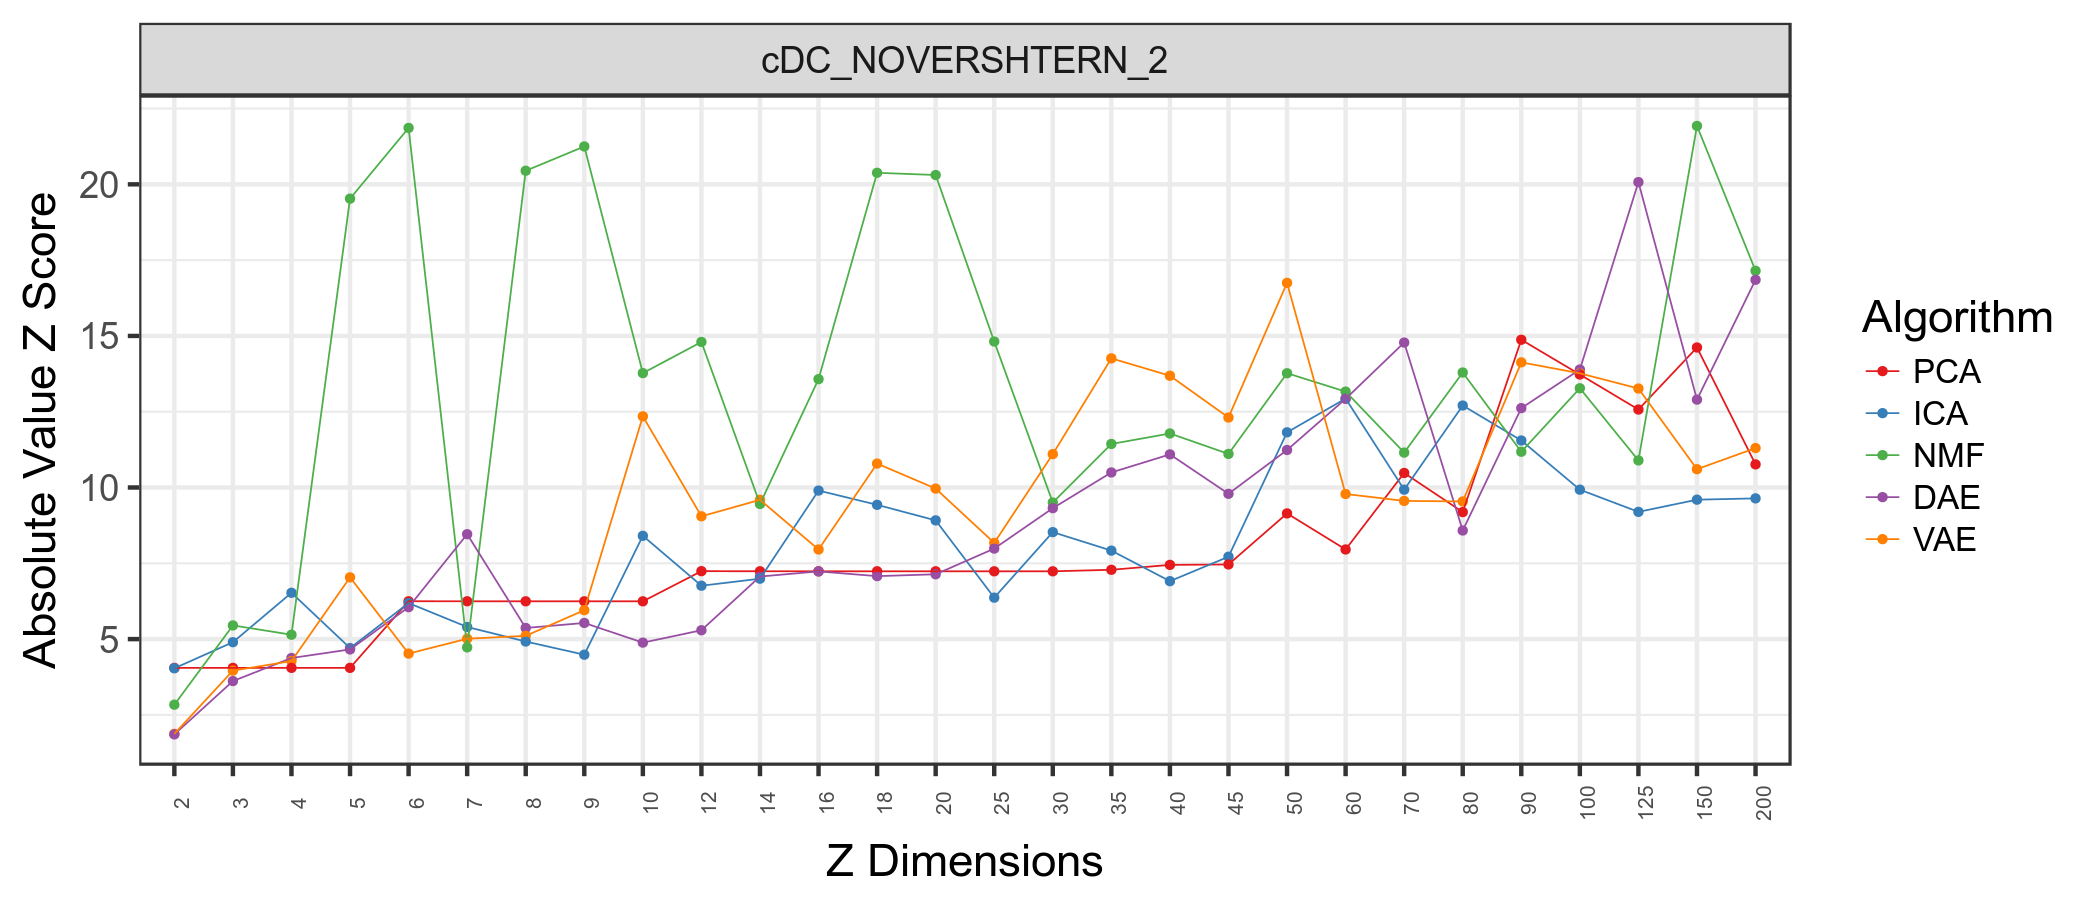 cDC_NOVERSHTERN_2
Absolute Value Z Score
20
15
10
5
2 3 4 5 6 7 8 9 10 12 14 16 18 20 25 30 35 40 45 50 60 70 80 90 100 125 150 200
Z Dimensions
Algorithm
PCA
ICA
NMF
DAE
VAE